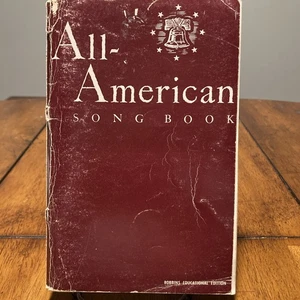 All-
American
SONG BOOK
ROBBINS EDUCATIONAL EDITION